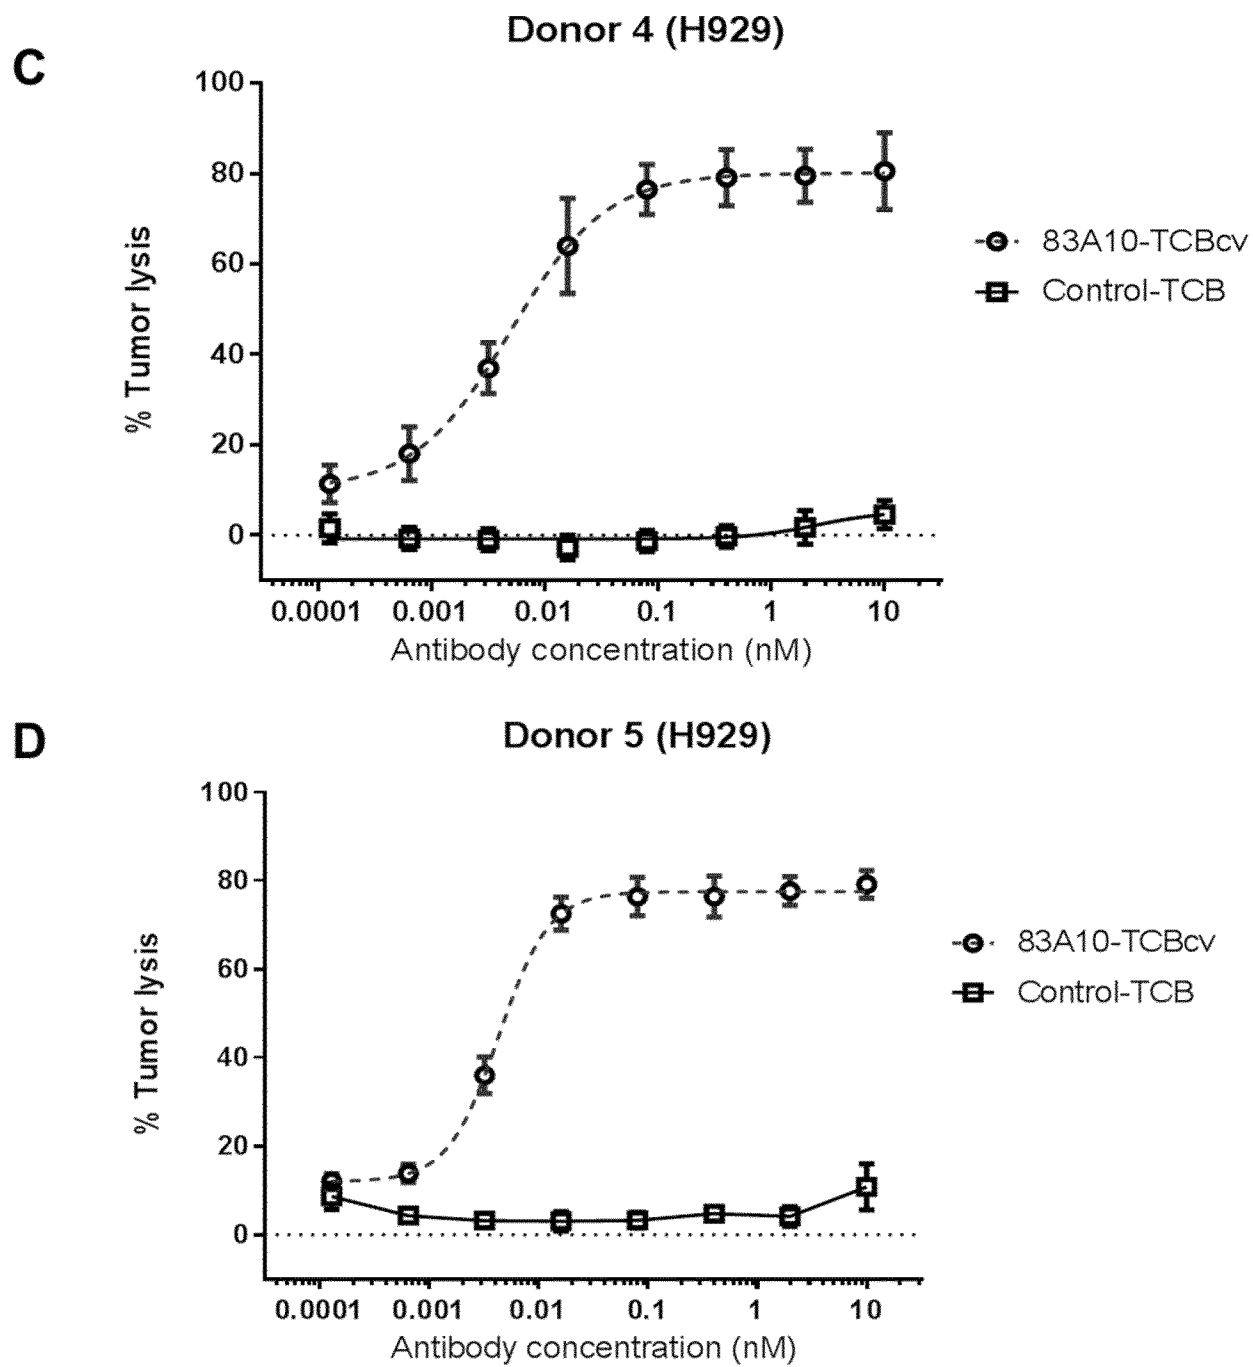 C
Donor 4 (H929)
100
80
60
40
20
0
% Tumor lysis
0.0001 0.001 0.01 0.1 1 10
Antibody concentration (nM)
83A10-TCBcv
Control-TCB
D
Donor 5 (H929)
100
80
60
40
20
0
% Tumor lysis
0.0001 0.001 0.01 0.1 1 10
Antibody concentration (nM)
83A10-TCBcv
Control-TCB